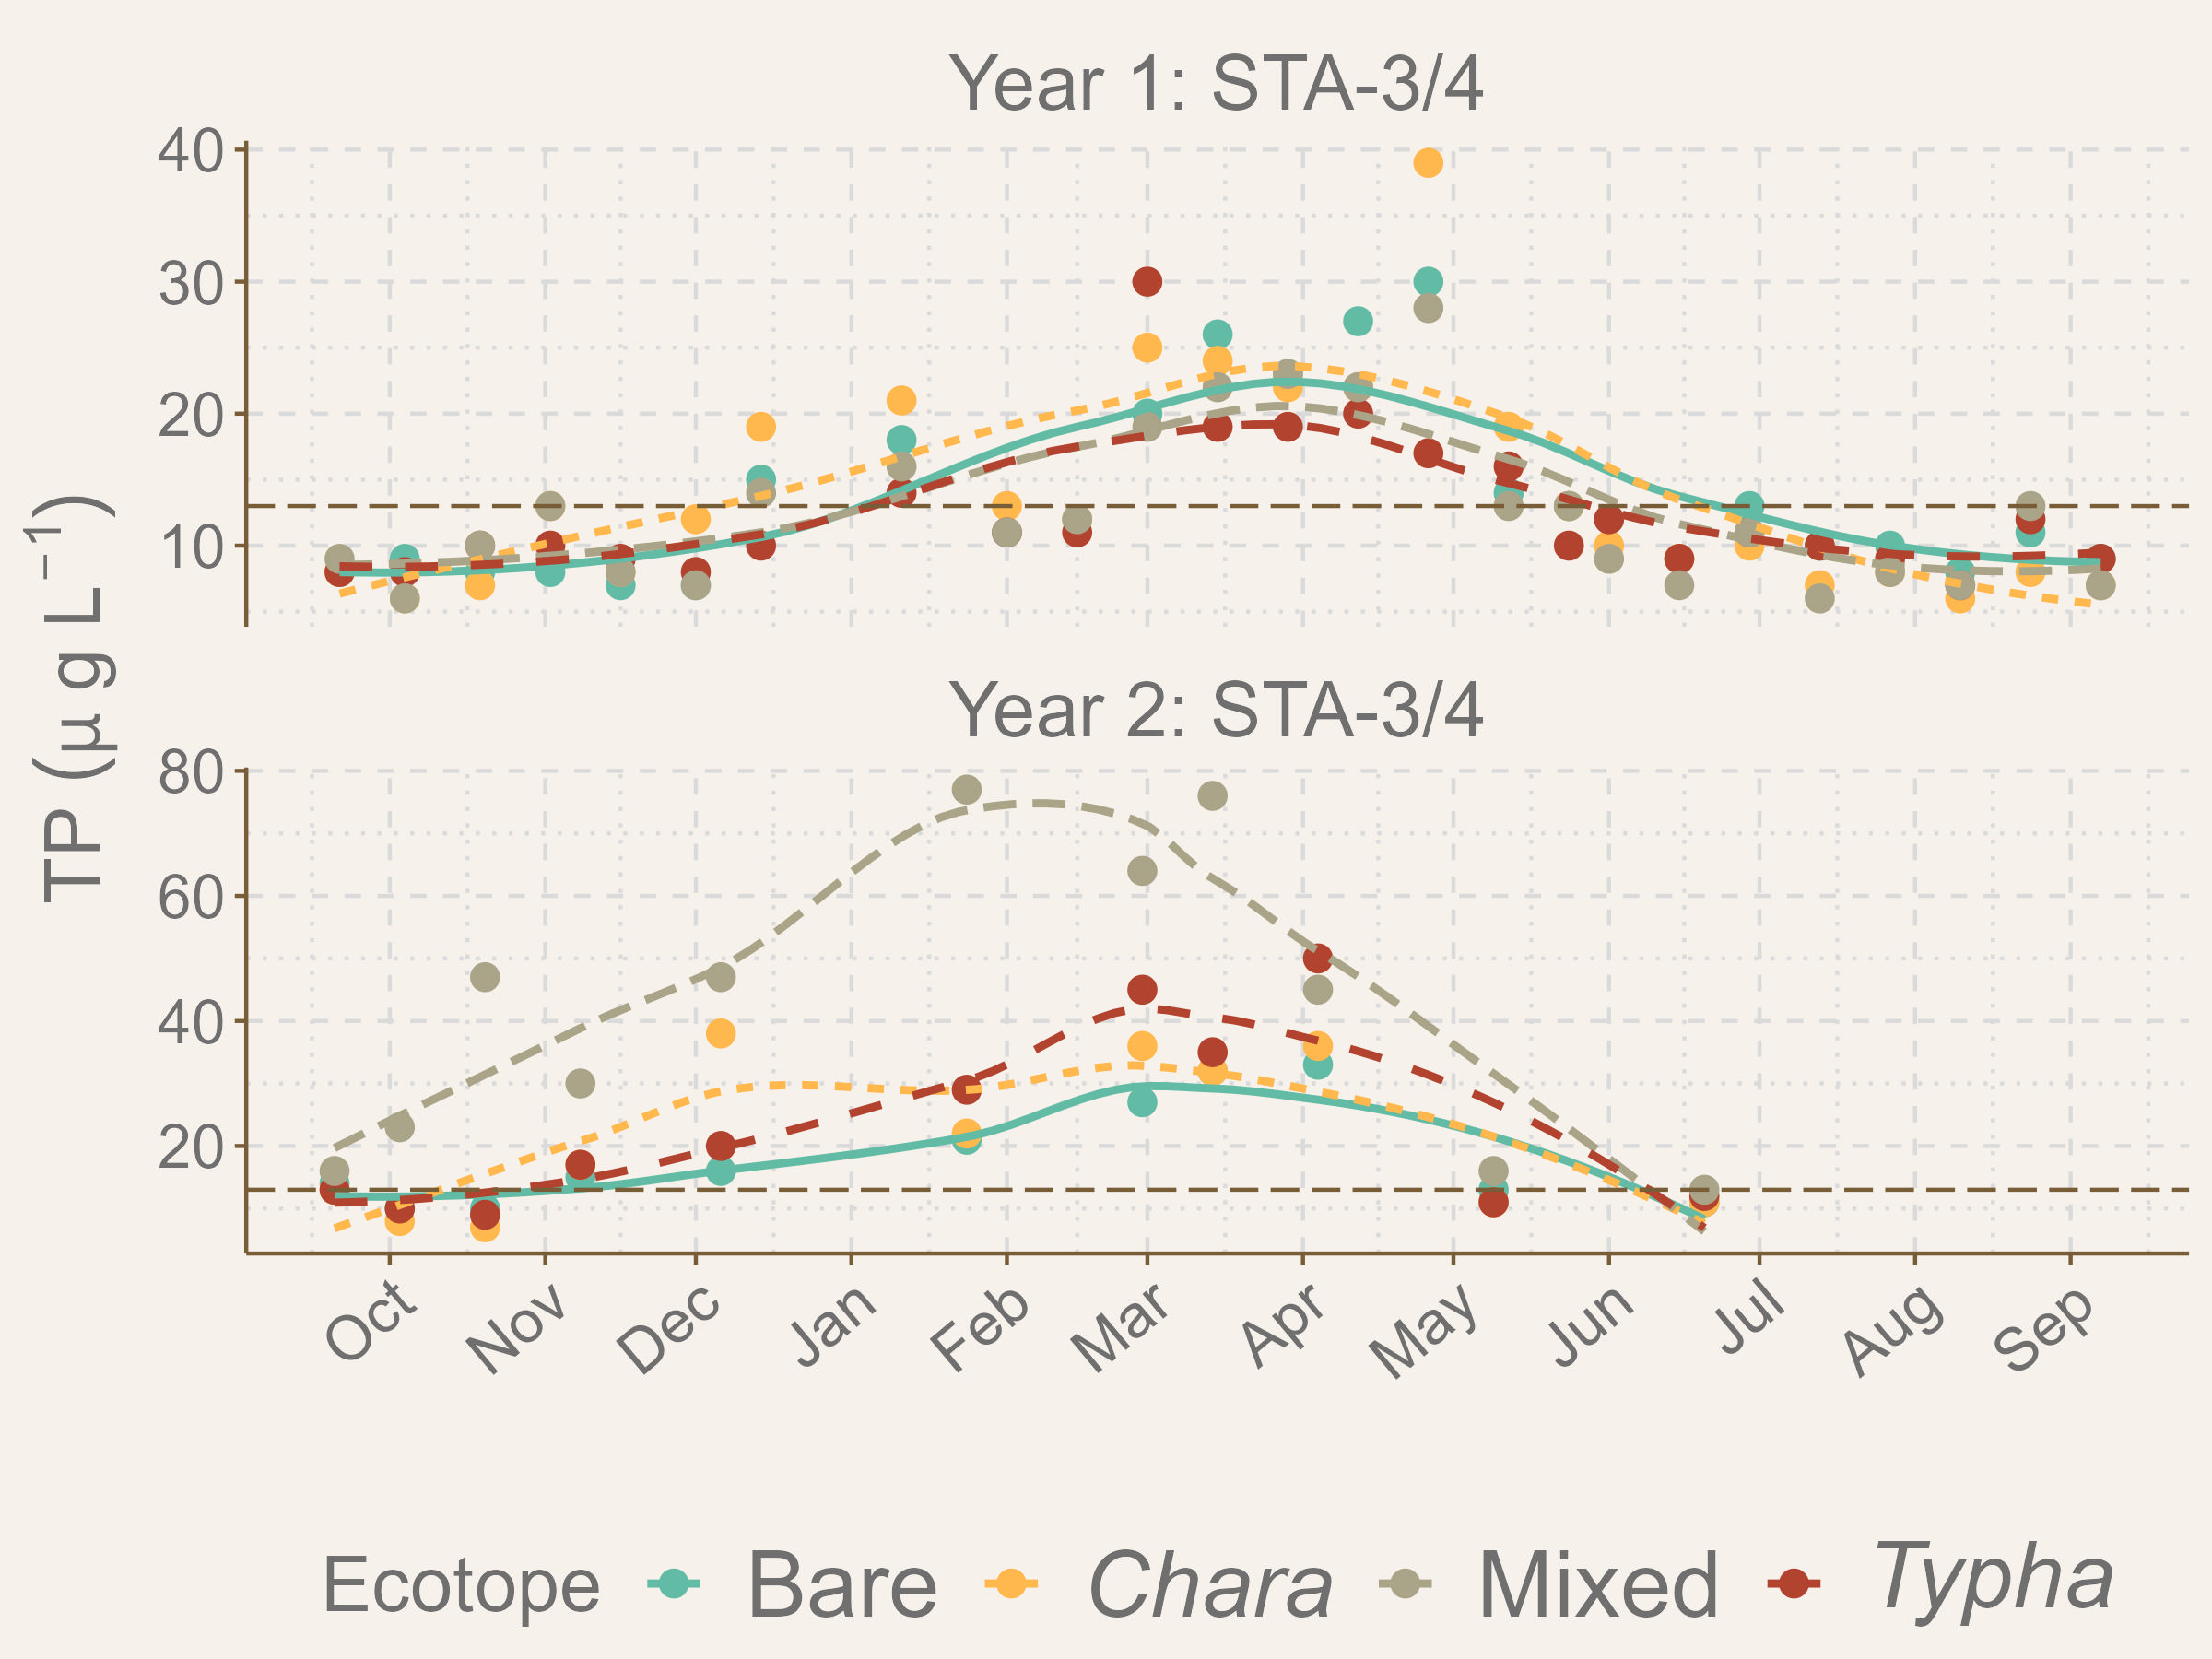 Year 1: STA-3/4
40
30
20
10
TP (μ g L⁻¹)
Year 2: STA-3/4
80
60
40
20
Oct Nov Dec Jan Feb Mar Apr May Jun Jul Aug Sep
Ecotope Bare Chara Mixed Typha